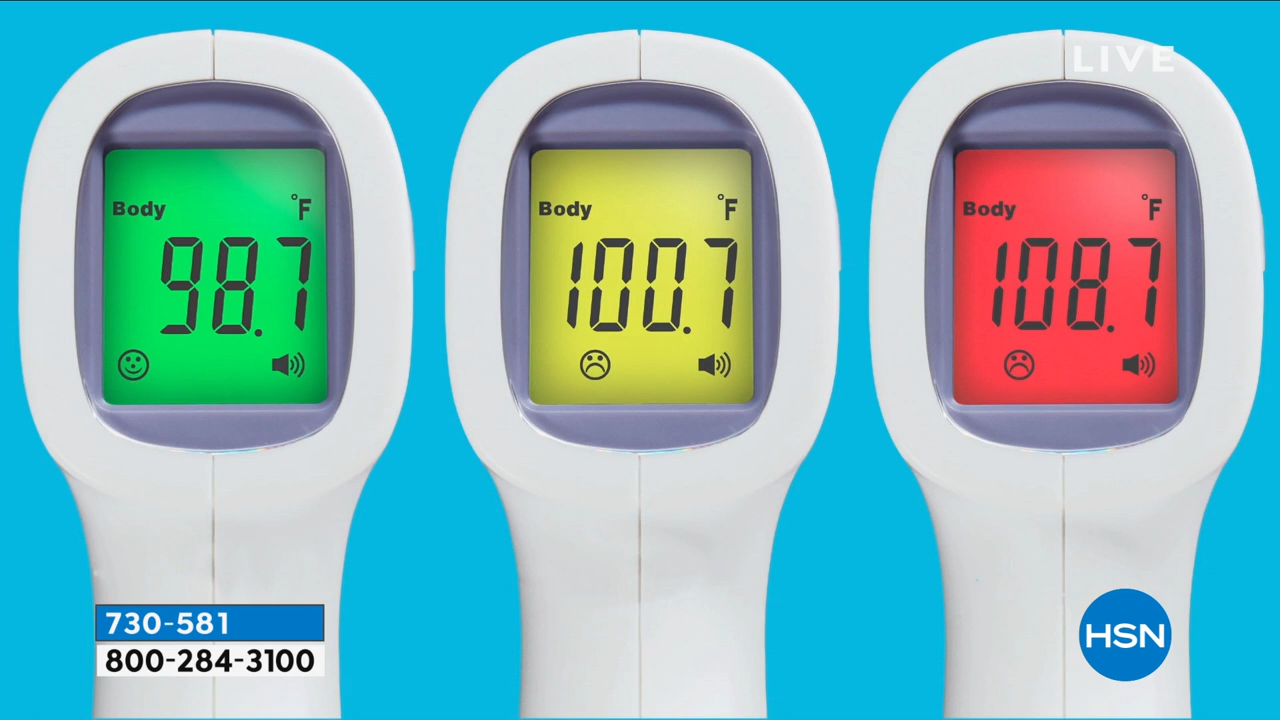 LIVE
Body °F
98.7
Body °F
100.7
Body °F
108.7
730-581
800-284-3100
HSN